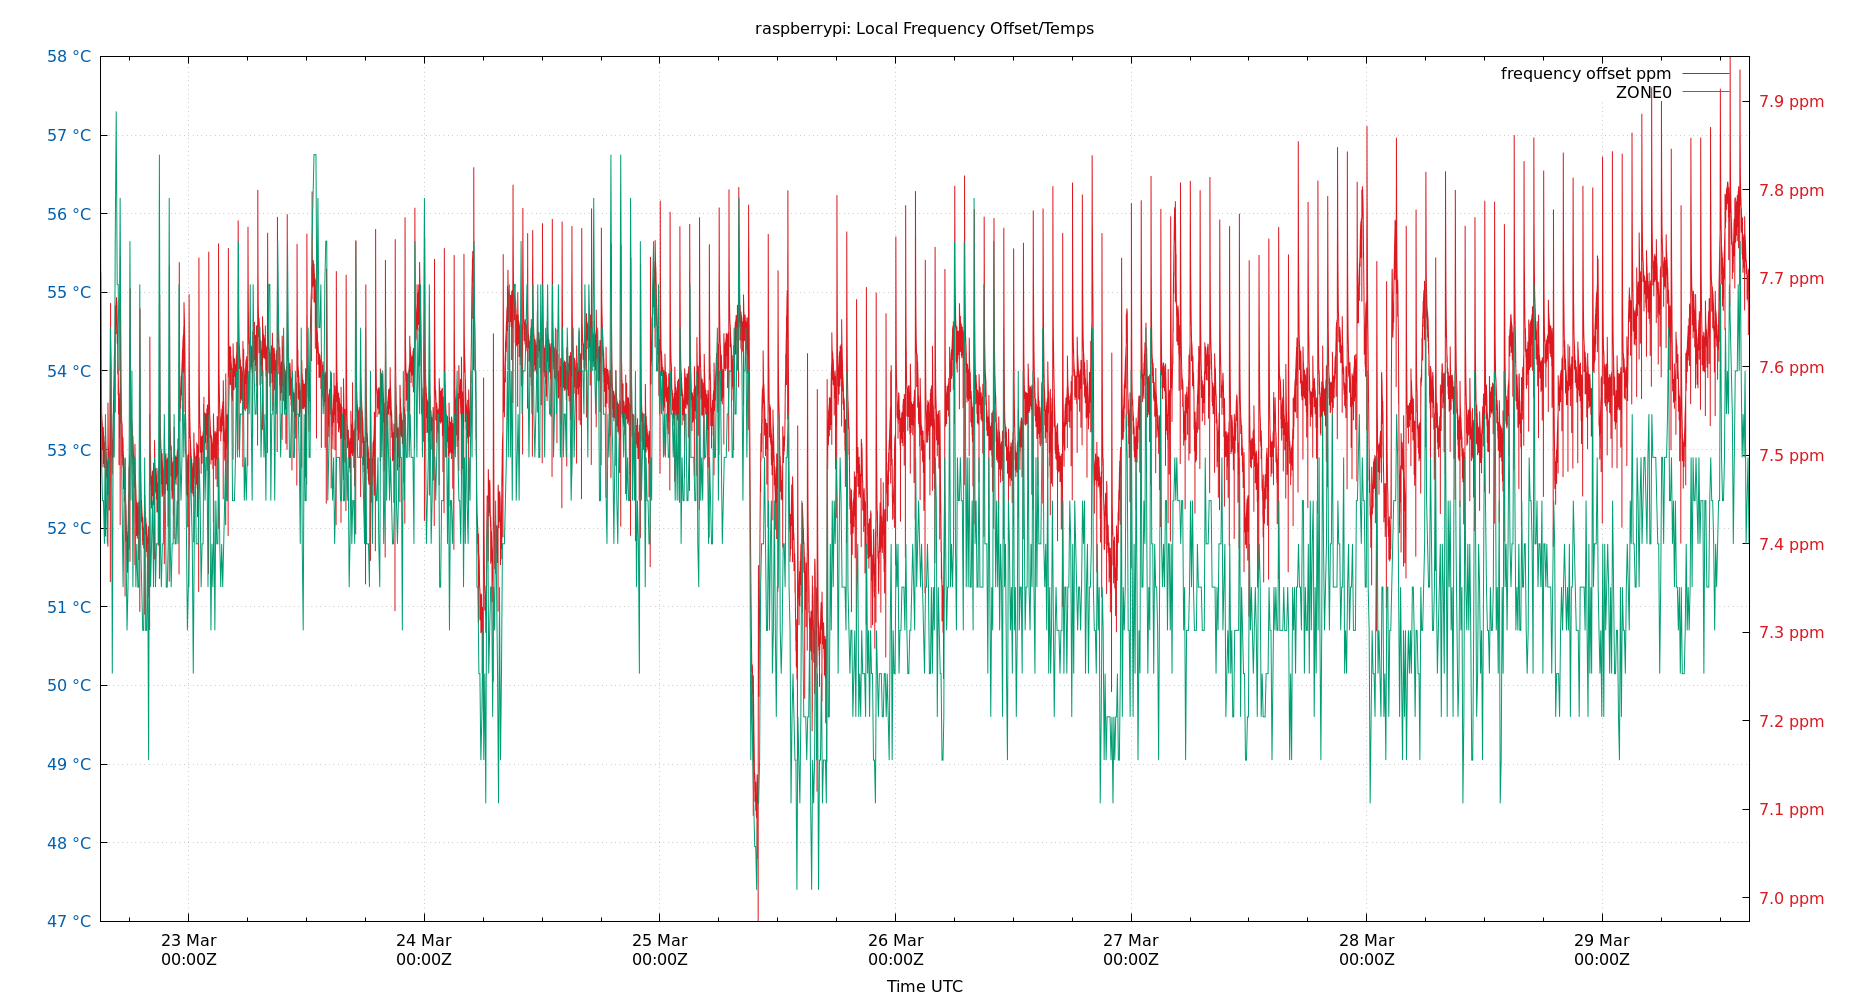 raspberrypi: Local Frequency Offset/Temps
frequency offset ppm
ZONE0
58 °C
57 °C
56 °C
55 °C
54 °C
53 °C
52 °C
51 °C
50 °C
49 °C
48 °C
47 °C
7.9 ppm
7.8 ppm
7.7 ppm
7.6 ppm
7.5 ppm
7.4 ppm
7.3 ppm
7.2 ppm
7.1 ppm
7.0 ppm
23 Mar
00:00Z
24 Mar
00:00Z
25 Mar
00:00Z
26 Mar
00:00Z
27 Mar
00:00Z
28 Mar
00:00Z
29 Mar
00:00Z
Time UTC